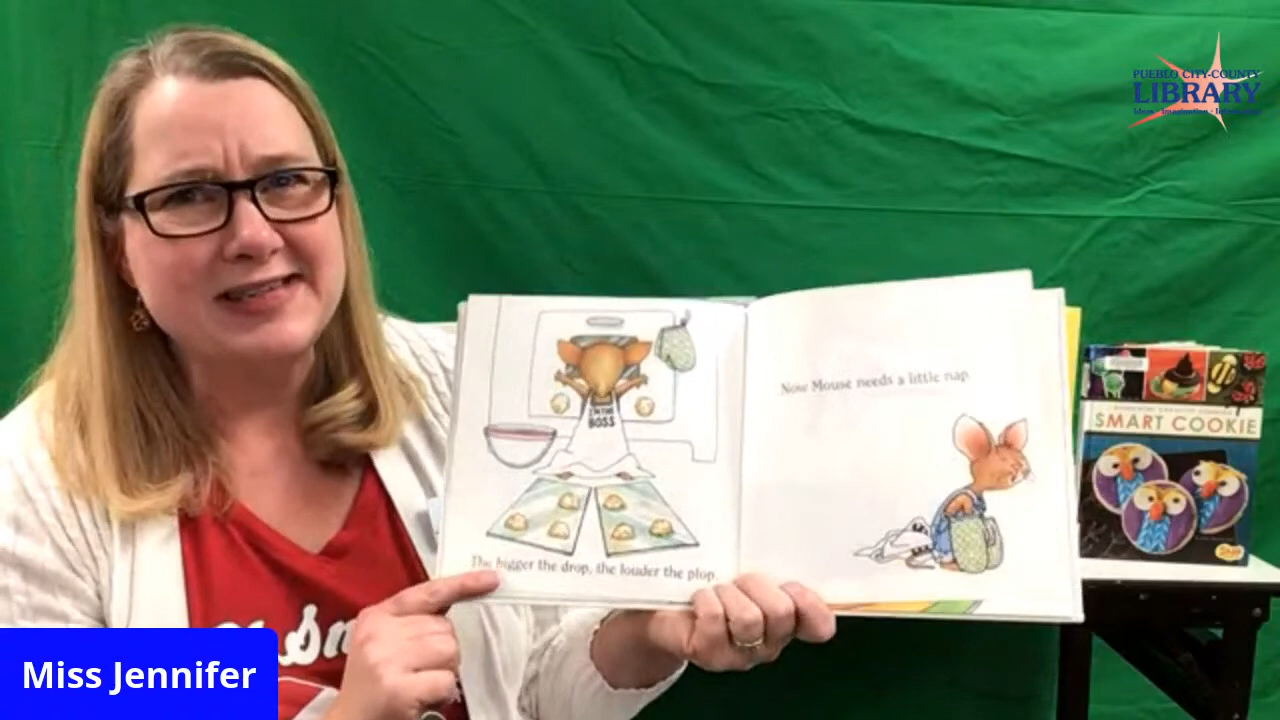 PUEBLO CITY-COUNTY
LIBRARY
I'M THE
BOSS
The bigger the drop, the louder the plop.
Now Mouse needs a little nap.
SMART COOKIE
Miss Jennifer